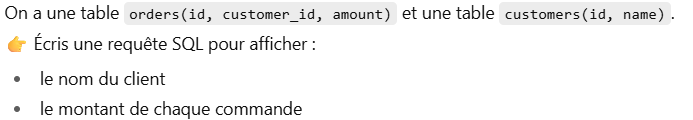 On a une table orders(id, customer_id, amount) et une table customers(id, name).
👉 Écris une requête SQL pour afficher :
• le nom du client
• le montant de chaque commande